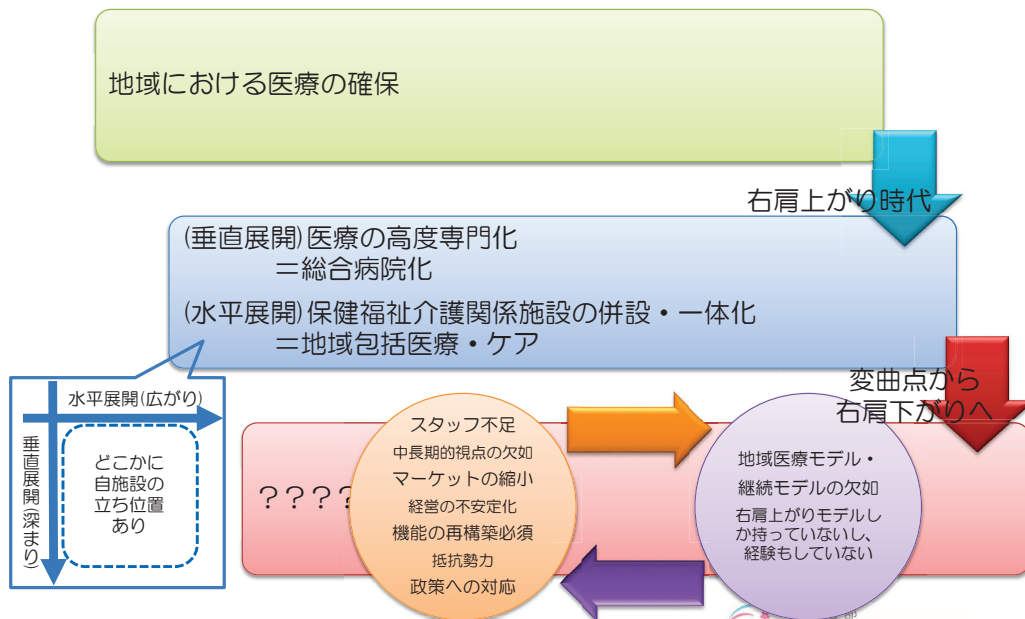 地域における医療の確保
右肩上がり時代
(垂直展開)医療の高度専門化
＝総合病院化
(水平展開)保健福祉介護関係施設の併設・一体化
＝地域包括医療・ケア
変曲点から
右肩下がりへ
水平展開(広がり)
垂直展開(深まり)
どこかに
自施設の
立ち位置
あり
？？？？
スタッフ不足
中長期的視点の欠如
マーケットの縮小
経営の不安定化
機能の再構築必須
抵抗勢力
政策への対応
地域医療モデル・
継続モデルの欠如
右肩上がりモデルし
か持っていないし、
経験もしていない